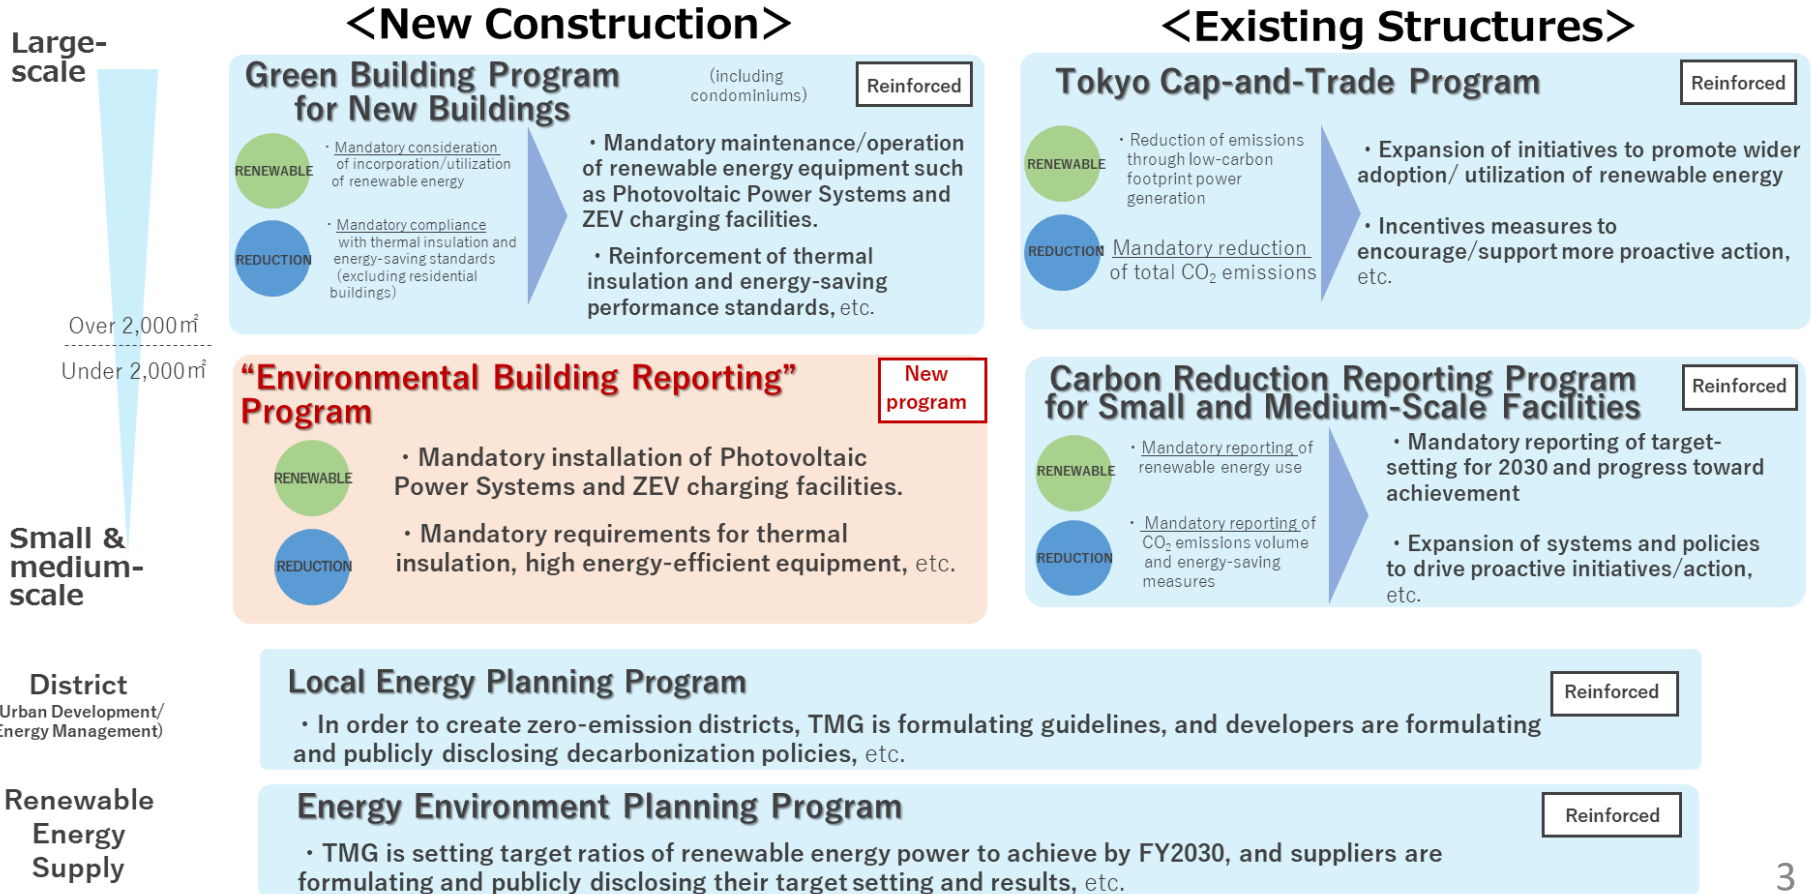 <New Construction>
<Existing Structures>
Large-
scale
Over 2,000㎡
Under 2,000㎡
Small &
medium-
scale
Green Building Program
for New Buildings
(including
condominiums)
Reinforced
RENEWABLE
・Mandatory consideration
of incorporation/utilization
of renewable energy
REDUCTION
・Mandatory compliance
with thermal insulation and
energy-saving standards
(excluding residential
buildings)
・Mandatory maintenance/operation
of renewable energy equipment such
as Photovoltaic Power Systems and
ZEV charging facilities.
・Reinforcement of thermal
insulation and energy-saving
performance standards, etc.
Tokyo Cap-and-Trade Program
Reinforced
RENEWABLE
・Reduction of emissions
through low-carbon
footprint power
generation
REDUCTION
Mandatory reduction
of total CO₂ emissions
・Expansion of initiatives to promote wider
adoption/ utilization of renewable energy
・Incentives measures to
encourage/support more proactive action,
etc.
“Environmental Building Reporting”
Program
New
program
RENEWABLE
・Mandatory installation of Photovoltaic
Power Systems and ZEV charging facilities.
REDUCTION
・Mandatory requirements for thermal
insulation, high energy-efficient equipment, etc.
Carbon Reduction Reporting Program
for Small and Medium-Scale Facilities
Reinforced
RENEWABLE
・Mandatory reporting of
renewable energy use
REDUCTION
・Mandatory reporting of
CO₂ emissions volume
and energy-saving
measures
・Mandatory reporting of target-
setting for 2030 and progress toward
achievement
・Expansion of systems and policies
to drive proactive initiatives/action,
etc.
District
Urban Development/
Energy Management)
Local Energy Planning Program
Reinforced
・In order to create zero-emission districts, TMG is formulating guidelines, and developers are formulating
and publicly disclosing decarbonization policies, etc.
Renewable
Energy
Supply
Energy Environment Planning Program
Reinforced
・TMG is setting target ratios of renewable energy power to achieve by FY2030, and suppliers are
formulating and publicly disclosing their target setting and results, etc.
3